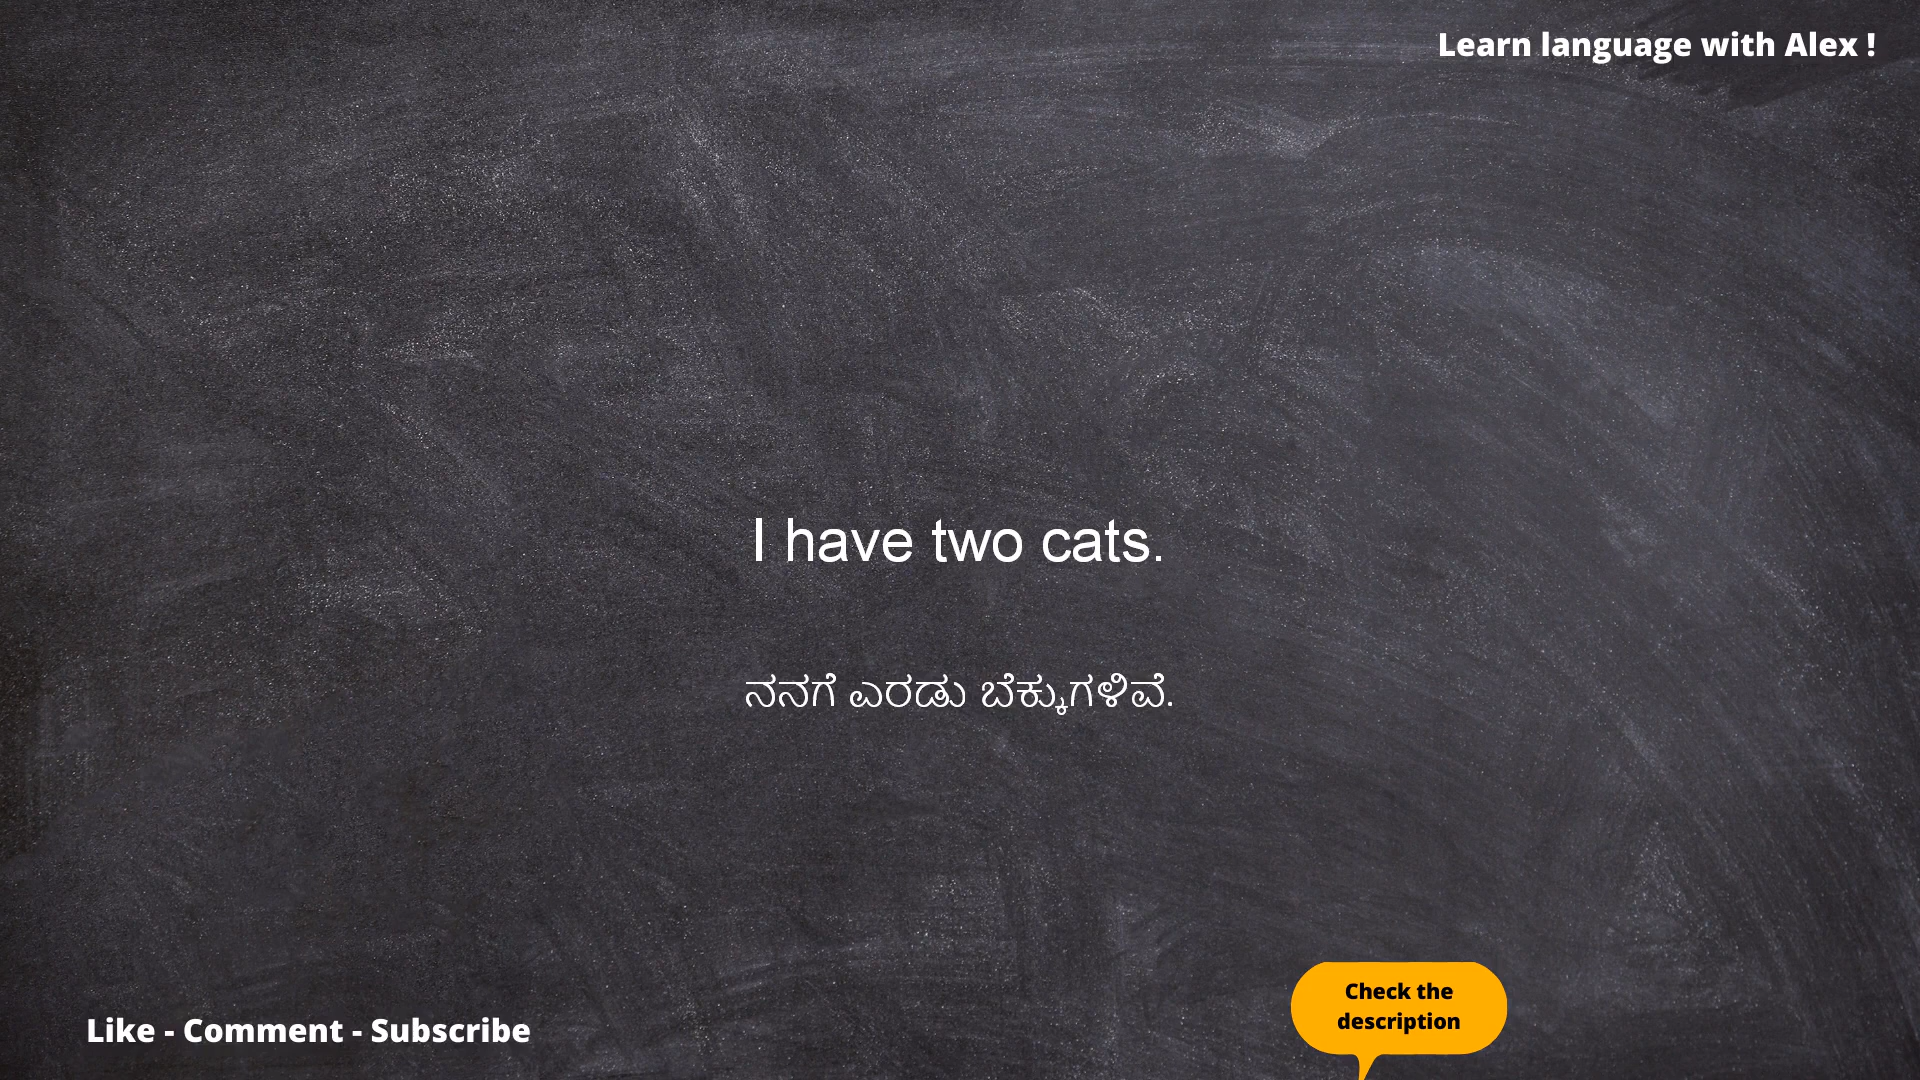 Learn language with Alex !
I have two cats.
ನನಗೆ ಎರಡು ಬೆಕ್ಕುಗಳಿವೆ.
Check the
description
Like - Comment - Subscribe